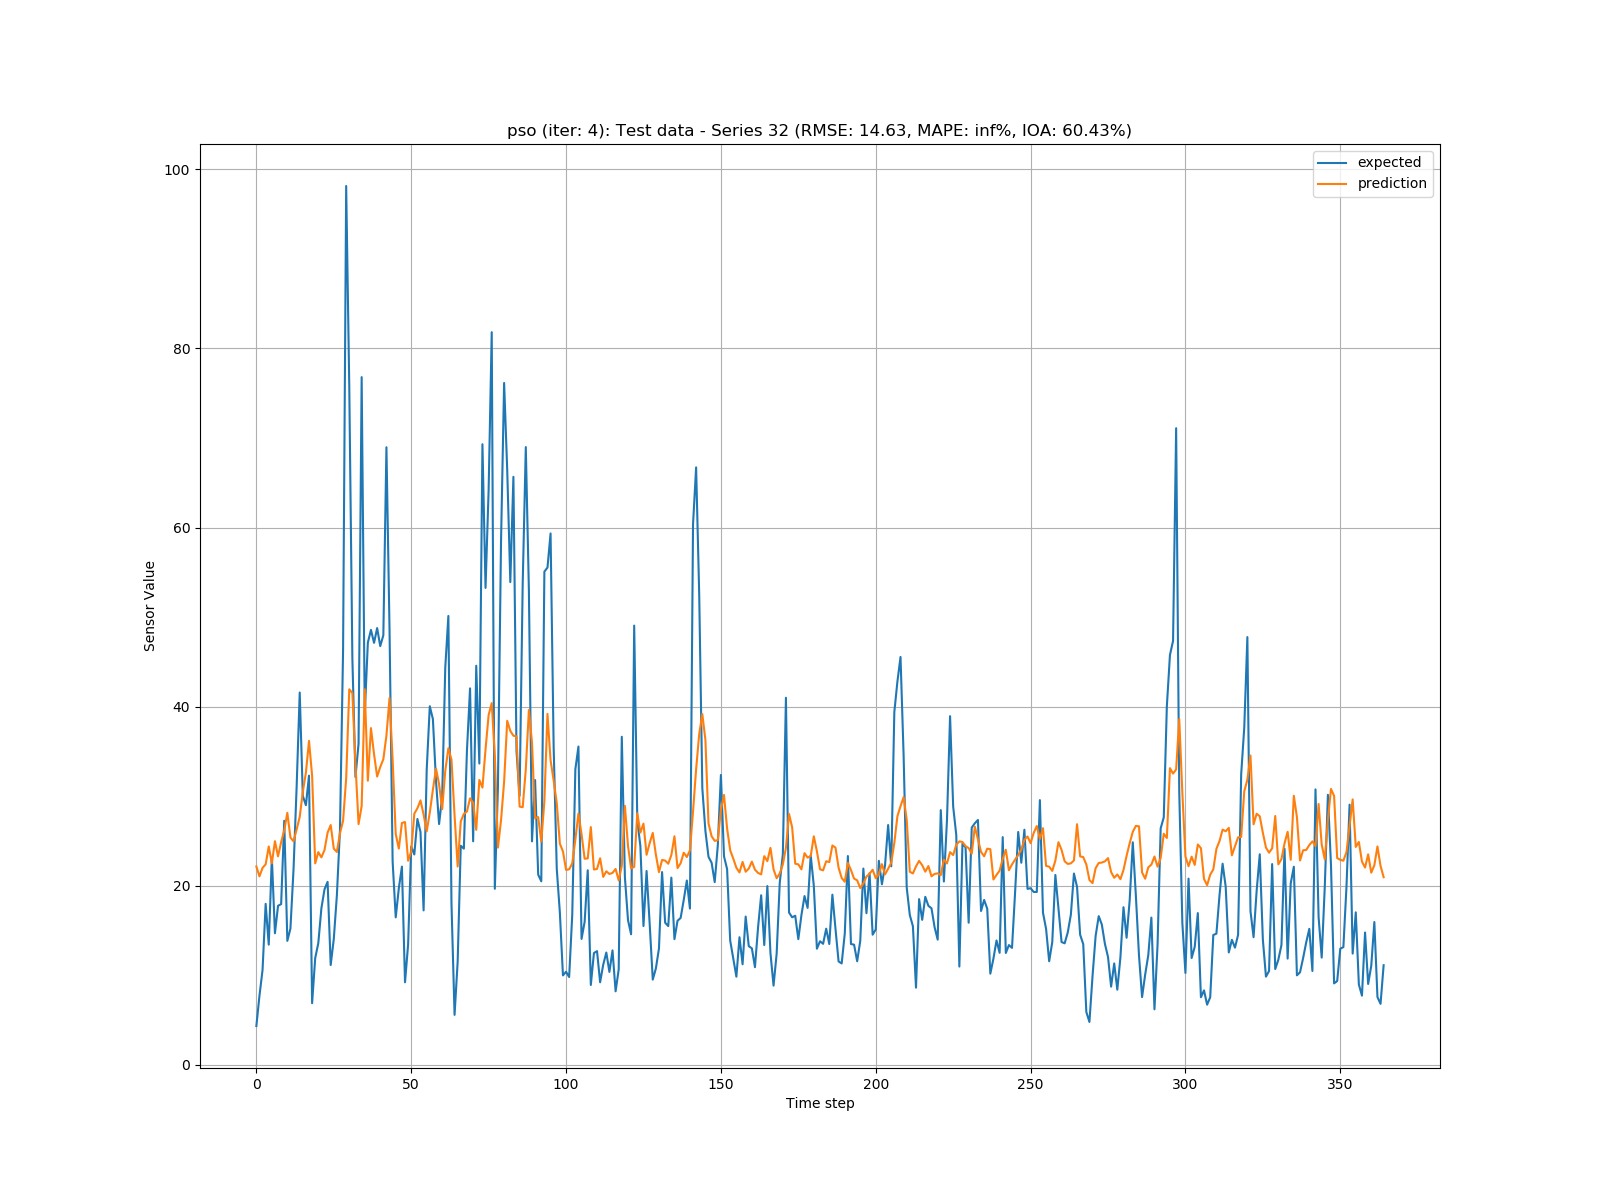 pso (iter: 4): Test data - Series 32 (RMSE: 14.63, MAPE: inf%, IOA: 60.43%)
expected
prediction
100
80
60
40
20
0
Sensor Value
0 50 100 150 200 250 300 350
Time step